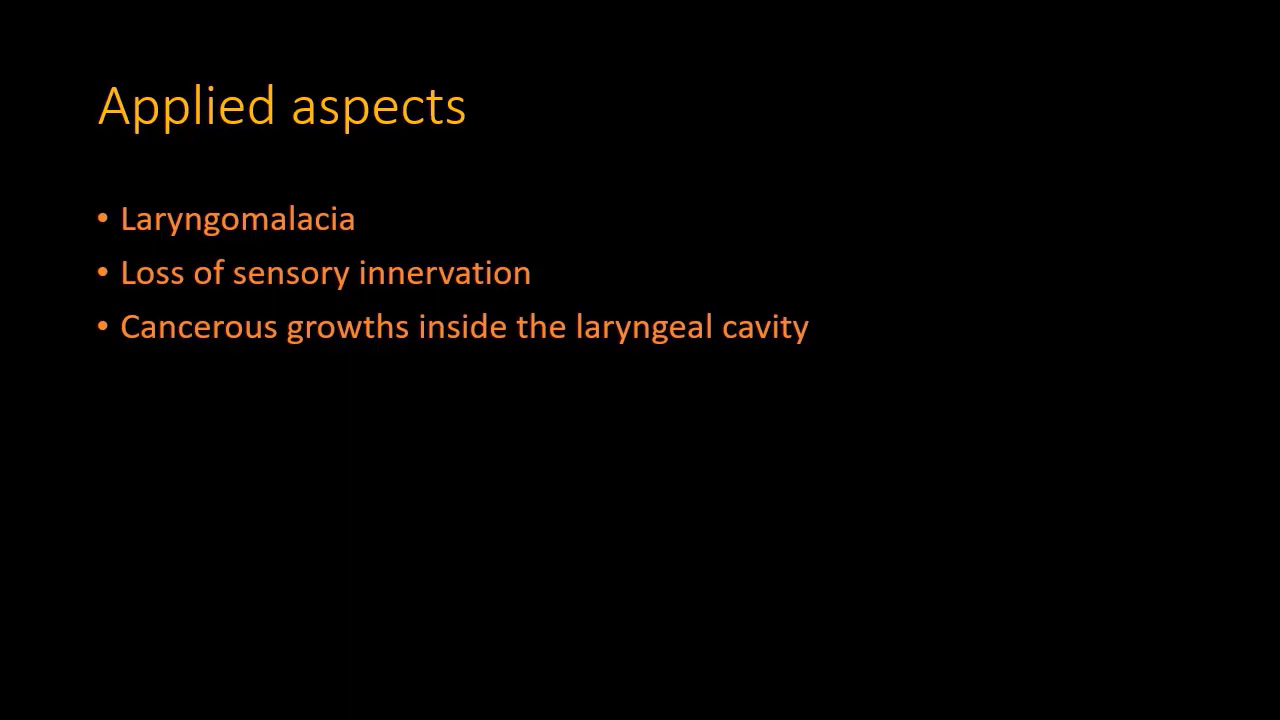 Applied aspects
• Laryngomalacia
• Loss of sensory innervation
• Cancerous growths inside the laryngeal cavity